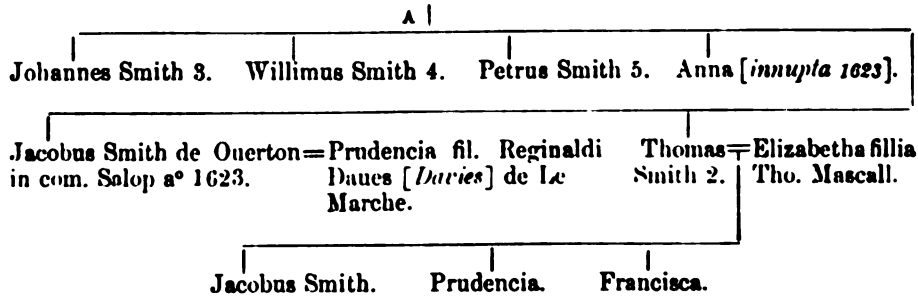 A
Johannes Smith 3. Willimus Smith 4. Petrus Smith 5. Anna [innupta 1623].
Jacobus Smith de Ouerton=Prudencia fil. Reginaldi Thomas=Elizabetha fillia
in com. Salop aº 1623. Daues [Davies] de Le Smith 2. Tho. Mascall.
Marche.
Jacobus Smith. Prudencia. Francisca.